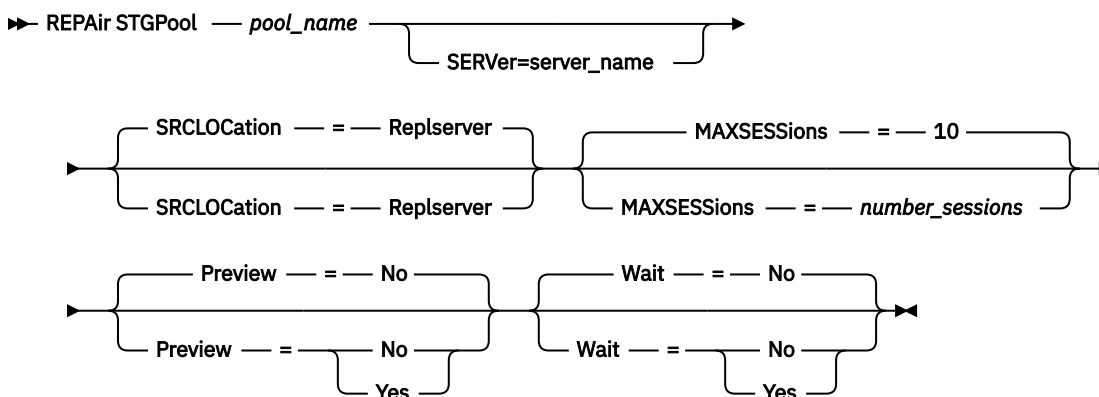 REPAir STGPool — pool_name
SERVer=server_name
SRCLOCation — = — Replserver
MAXSESSions — = — 10
SRCLOCation — = — Replserver
MAXSESSions — = — number_sessions
Preview — = — No
Wait — = — No
Preview — = — No
Wait — = — No
Yes
Yes